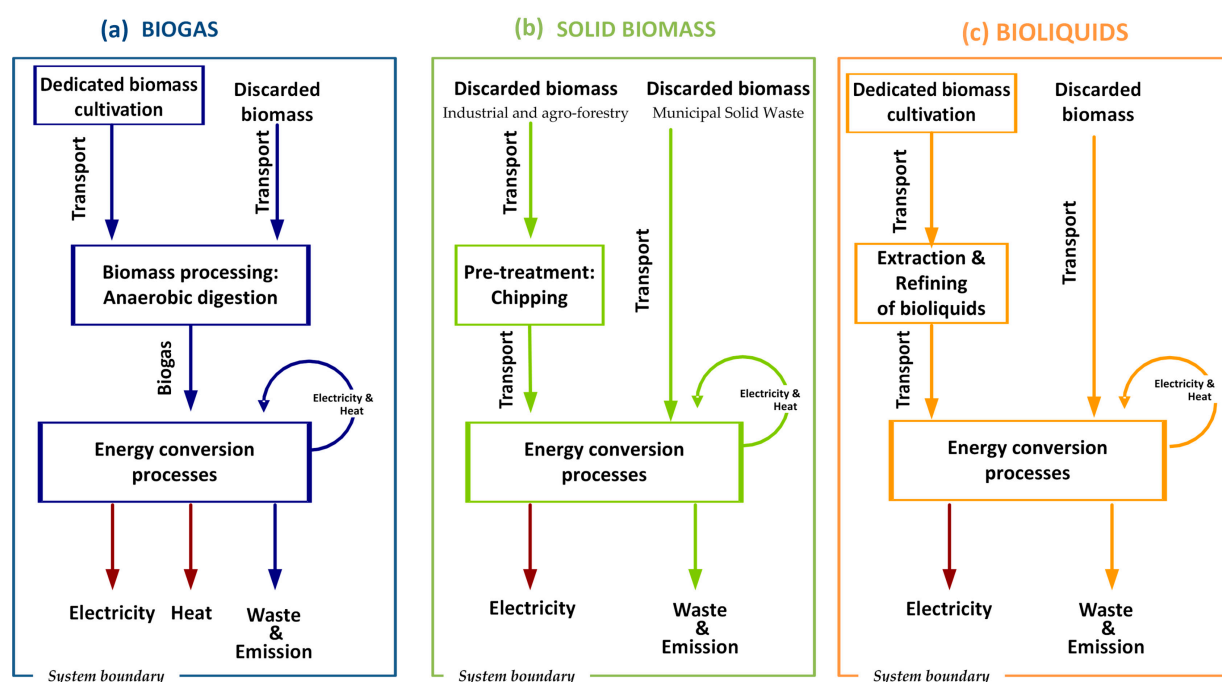 (a) BIOGAS
Dedicated biomass
cultivation
Discarded
biomass
Transport
Transport
Biomass processing:
Anaerobic digestion
Biogas
Electricity &
Heat
Energy conversion
processes
Electricity
Heat
Waste
&
Emission
System boundary
(b) SOLID BIOMASS
Discarded biomass
Industrial and agro-forestry
Discarded biomass
Municipal Solid Waste
Transport
Transport
Pre-treatment:
Chipping
Transport
Electricity &
Heat
Energy conversion
processes
Electricity
Waste
&
Emission
System boundary
(c) BIOLIQUIDS
Dedicated biomass
cultivation
Discarded
biomass
Transport
Transport
Extraction &
Refining
of bioliquids
Transport
Electricity &
Heat
Energy conversion
processes
Electricity
Waste
&
Emission
System boundary